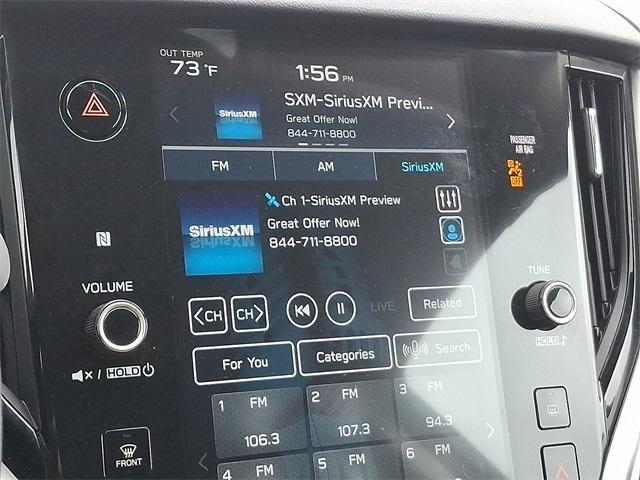 OUT TEMP
73 °F
1:56 PM
SiriusXM
SXM-SiriusXM Previ...
Great Offer Now!
844-711-8800
FM AM SiriusXM
PASSENGER
AIR BAG
2
OFF
SiriusXM
Ch 1-SiriusXM Preview
Great Offer Now!
844-711-8800
N
VOLUME
TUNE
<CH CH> LIVE Related
HOLD
For You Categories Search
/ HOLD
1 FM 2 FM 3 FM
106.3 107.3 94.3
FRONT
4 FM 5 FM 6 FM